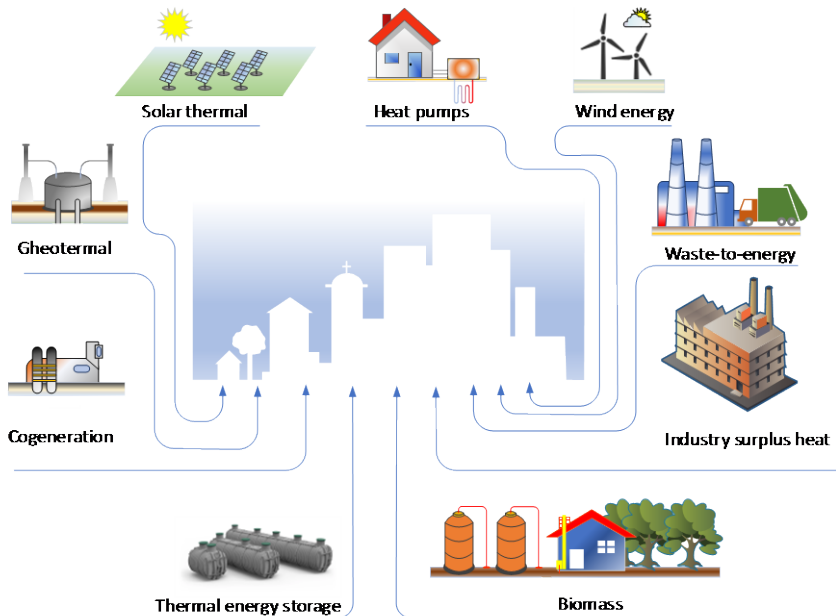 Solar thermal
Heat pumps
Wind energy
Gheotermal
Waste-to-energy
Cogeneration
Industry surplus heat
Thermal energy storage
Biomass